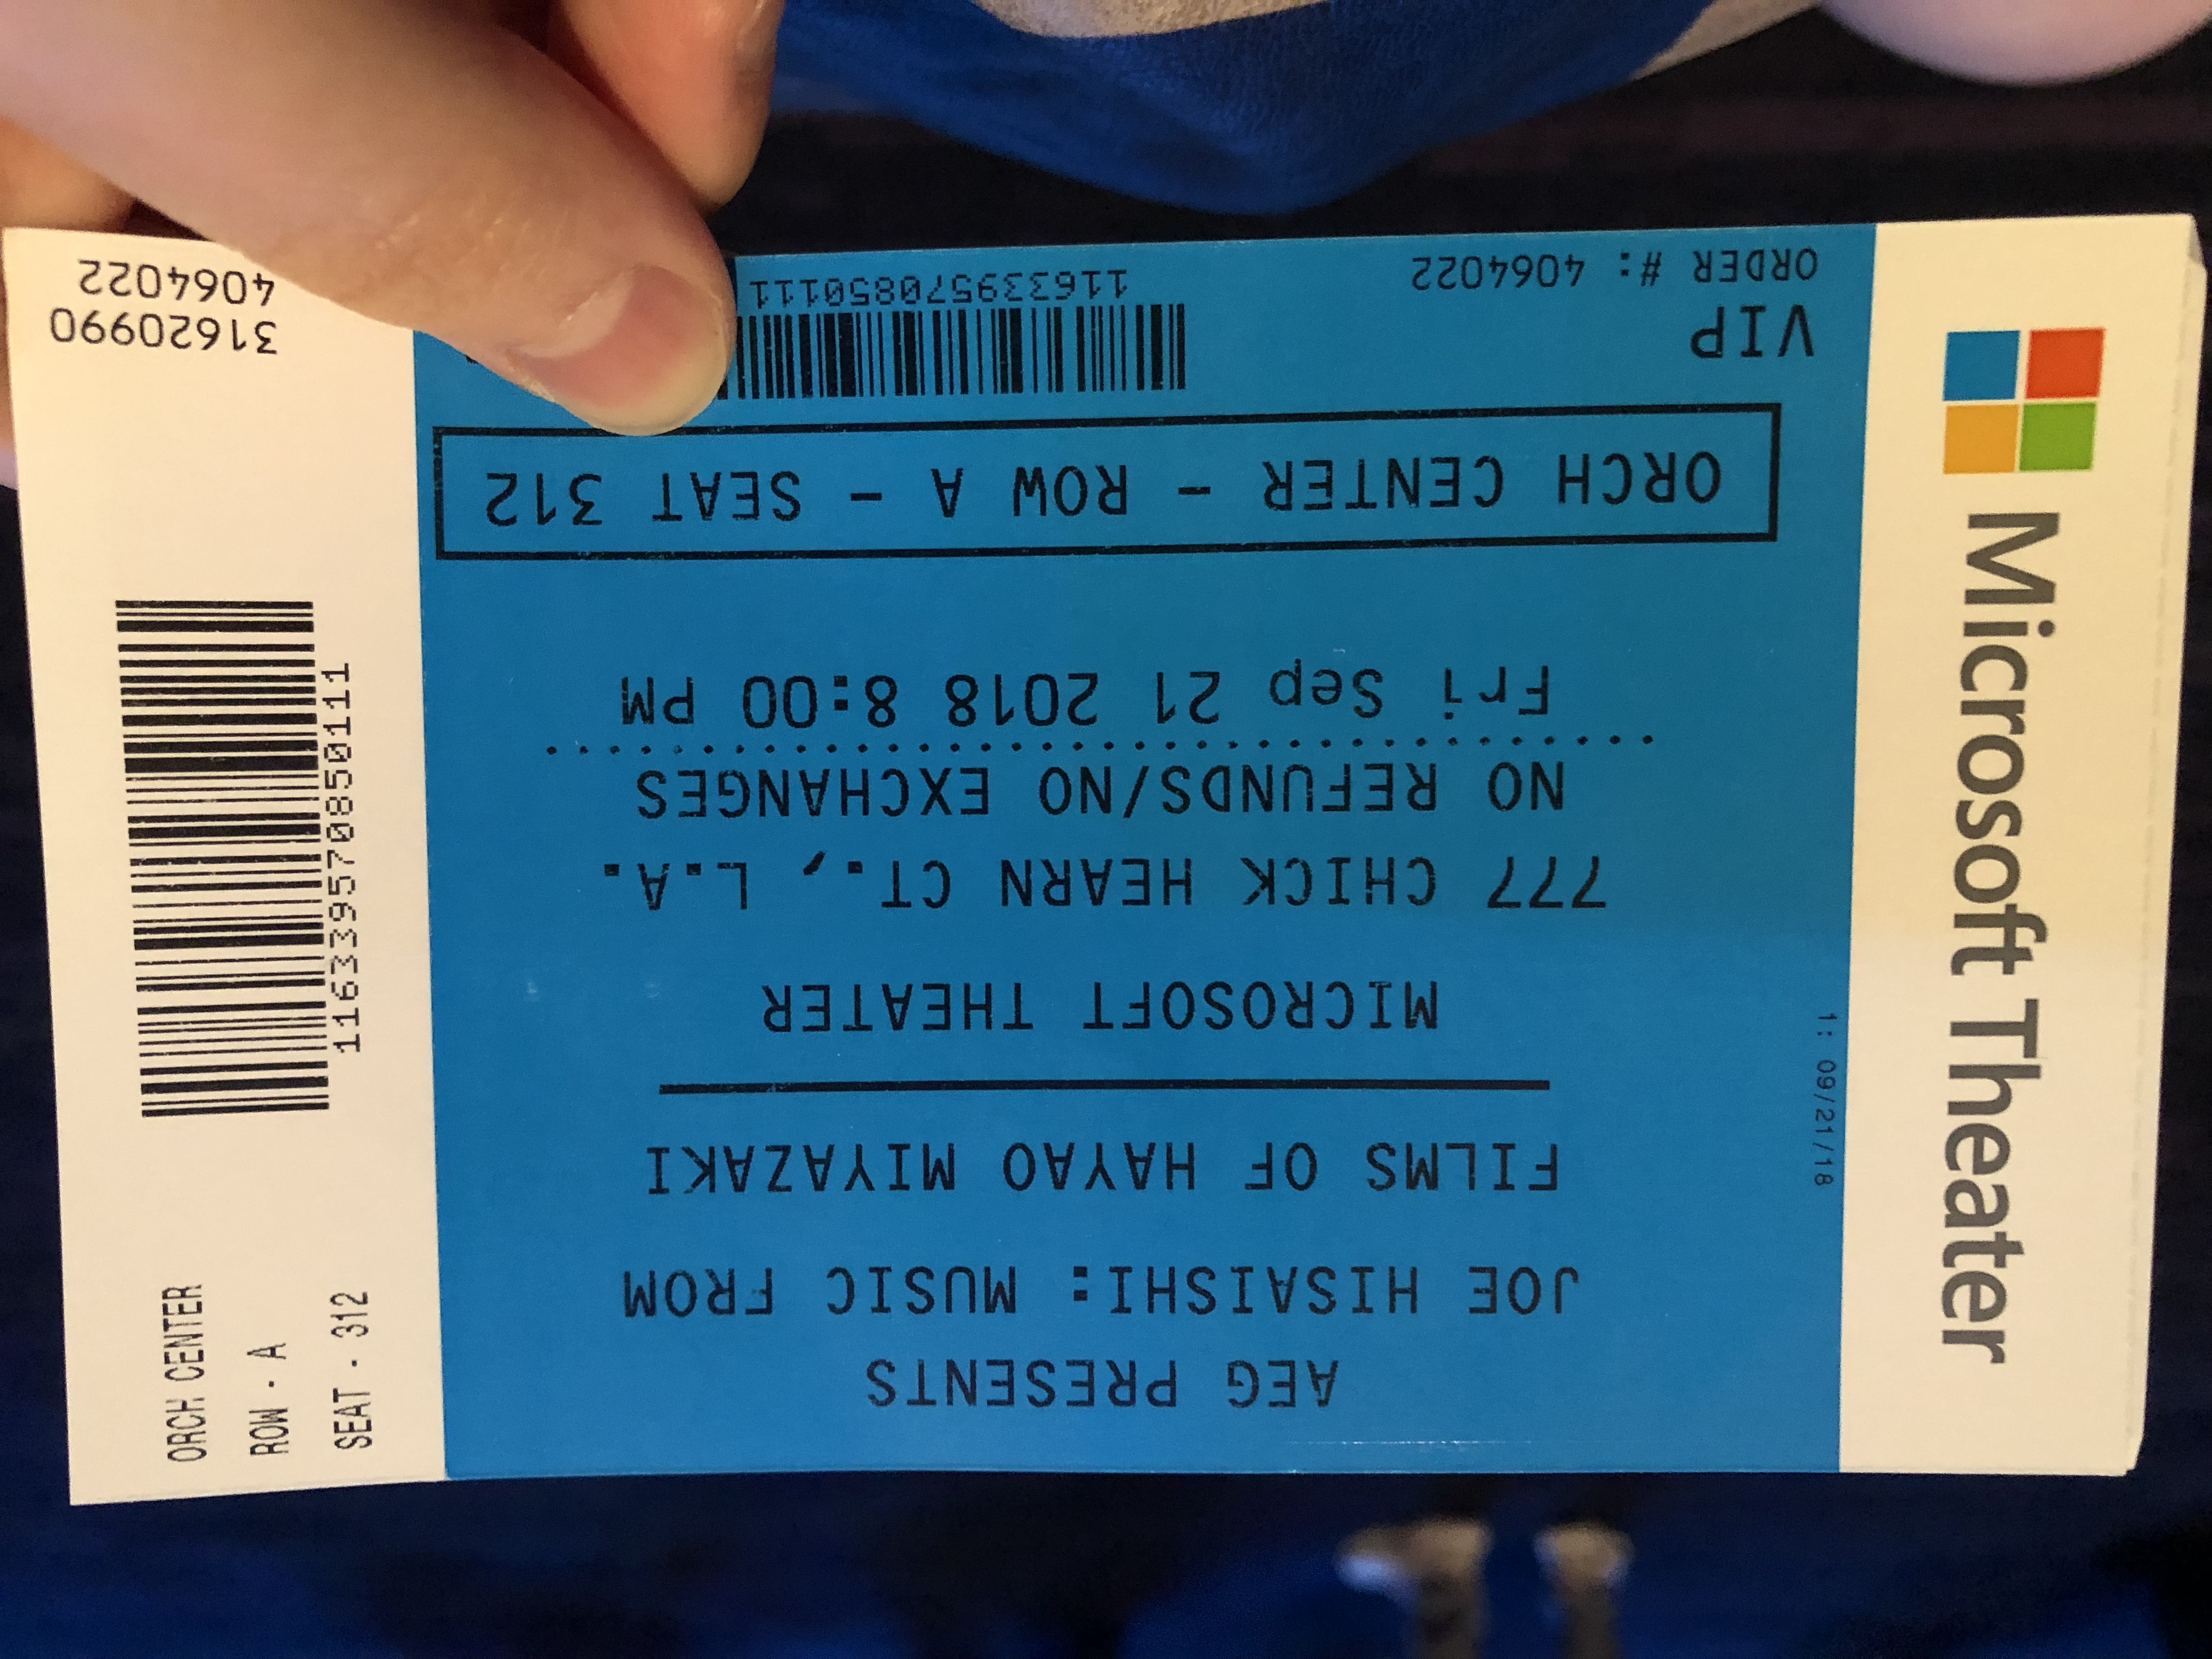 Microsoft Theater
1: 09/21/18
AEG PRESENTS
JOE HISAISHI: MUSIC FROM
FILMS OF HAYAO MIYAZAKI
MICROSOFT THEATER
777 CHICK HEARN CT., L.A.
NO REFUNDS/NO EXCHANGES
Fri Sep 21 2018 8:00 PM
ORCH CENTER – ROW A – SEAT 312
VIP
ORDER #: 4064022
116339570850111
ORCH CENTER
ROW · A
SEAT · 312
116339570850111
31620990
4064022